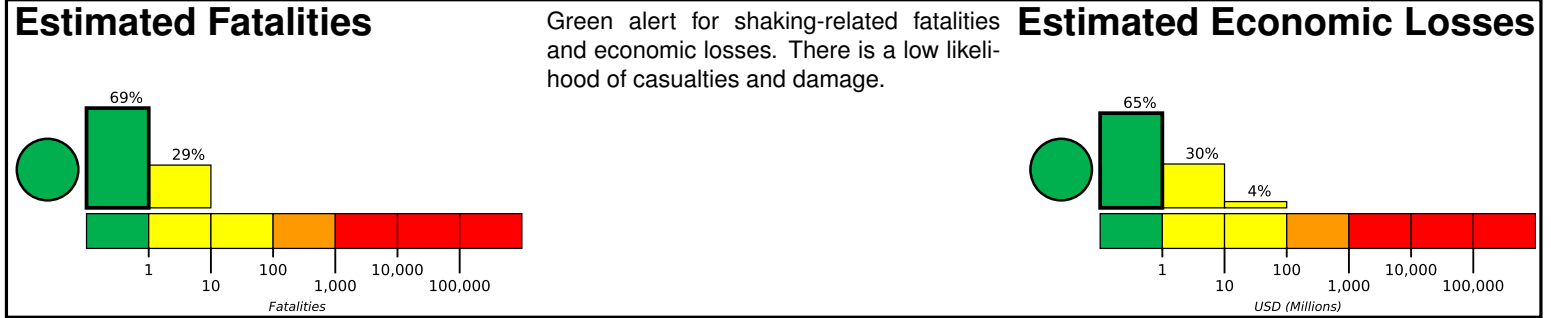 Estimated Fatalities
69%
29%
1
10
100
1,000
10,000
100,000
Fatalities
Green alert for shaking-related fatalities
and economic losses. There is a low likeli-
hood of casualties and damage.
Estimated Economic Losses
65%
30%
4%
1
10
100
1,000
10,000
100,000
USD (Millions)